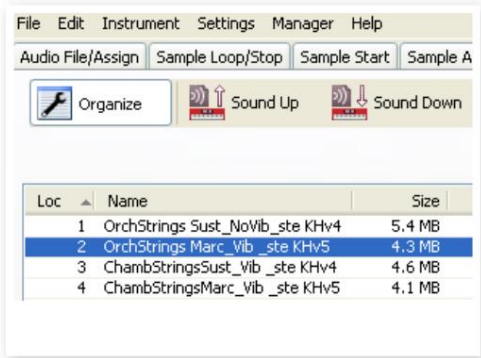 File Edit Instrument Settings Manager Help
Audio File/Assign Sample Loop/Stop Sample Start Sample A
Organize Sound Up Sound Down
Loc Name Size
1 OrchStrings Sust_NoVib_ste KHv4 5.4 MB
2 OrchStrings Marc_Vib _ste KHv5 4.3 MB
3 ChambStringsSust_Vib _ste KHv4 4.6 MB
4 ChambStringsMarc_Vib _ste KHv5 4.1 MB